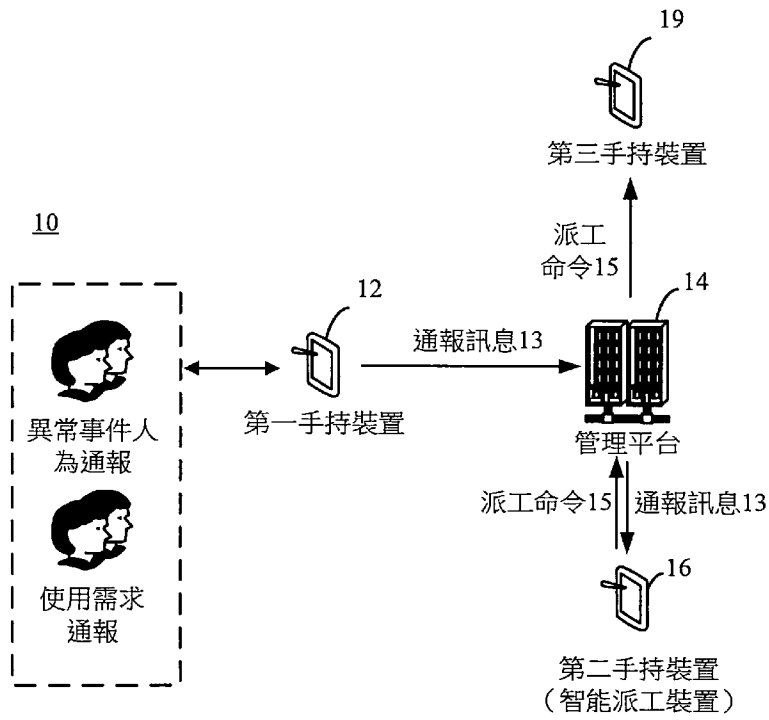 19
第三手持裝置
10
派工
命令15
12
14
通報訊息13
異常事件人
為通報
第一手持裝置
管理平台
派工命令15
通報訊息13
16
使用需求
通報
第二手持裝置
（智能派工裝置）